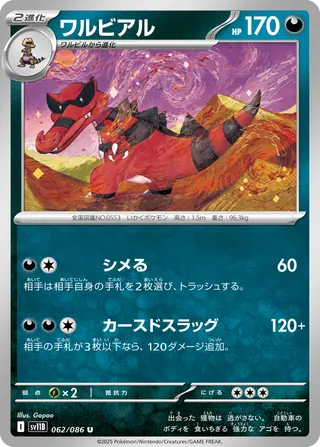 2進化
ワルビアル
HP 170
ワルビルから進化
全国図鑑NO.0553 いかくポケモン 高さ：1.5m 重さ：96.3kg
シメる 60
相手は相手自身の手札を2枚選び、トラッシュする。
カースドスラッグ 120+
相手の手札が3枚以下なら、120ダメージ追加。
弱点 ×2 抵抗力 にげる
Illus. Gapao
I SV11B 062/086 U
狙った獲物は逃さない。自動車の
ボディを 食いちぎる 強力な アゴを 持つ。
©2025 Pokémon/Nintendo/Creatures/GAME FREAK.